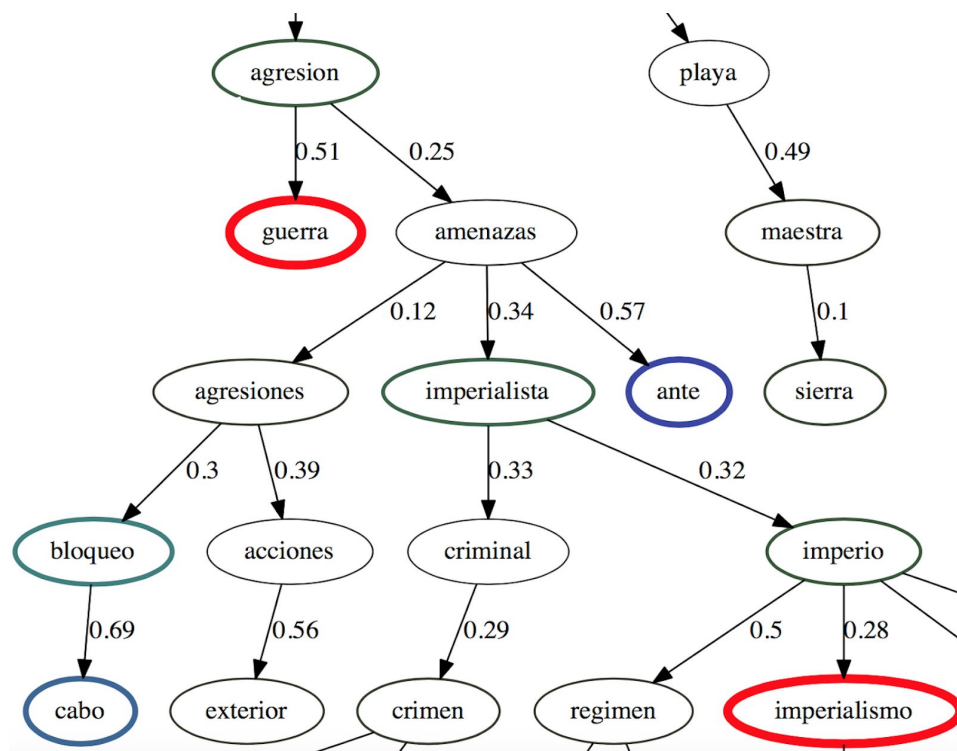 agresion
playa
0.51
0.25
0.49
guerra
amenazas
maestra
0.12
0.34
0.57
0.1
agresiones
imperialista
ante
sierra
0.3
0.39
0.33
0.32
bloqueo
acciones
criminal
imperio
0.69
0.56
0.29
0.5
0.28
cabo
exterior
crimen
regimen
imperialismo